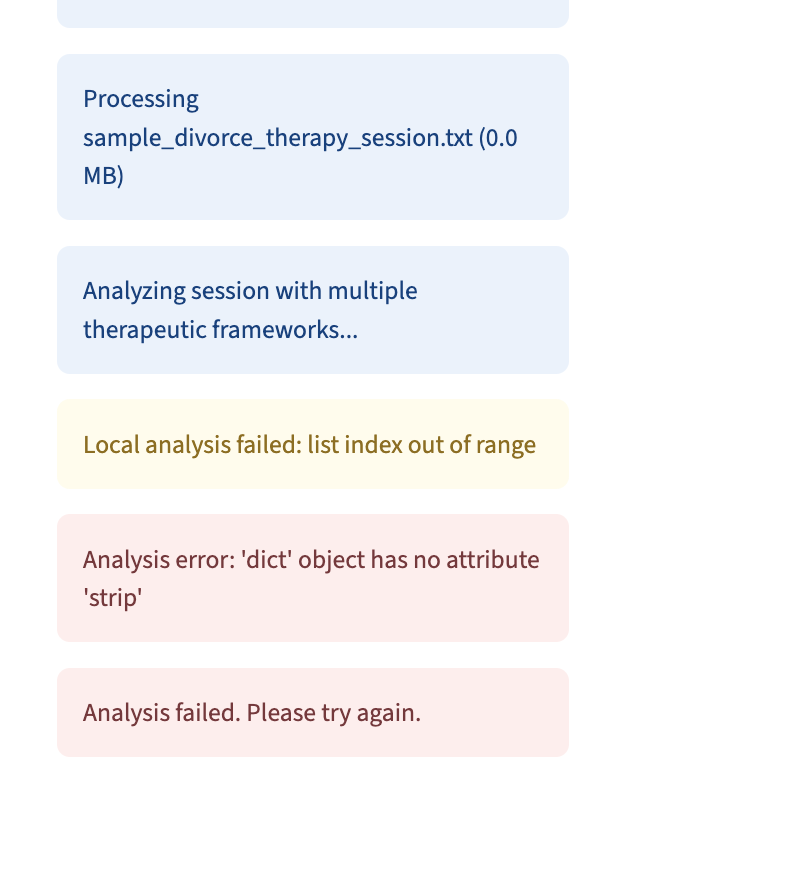 Processing
sample_divorce_therapy_session.txt (0.0
MB)
Analyzing session with multiple
therapeutic frameworks...
Local analysis failed: list index out of range
Analysis error: 'dict' object has no attribute
'strip'
Analysis failed. Please try again.